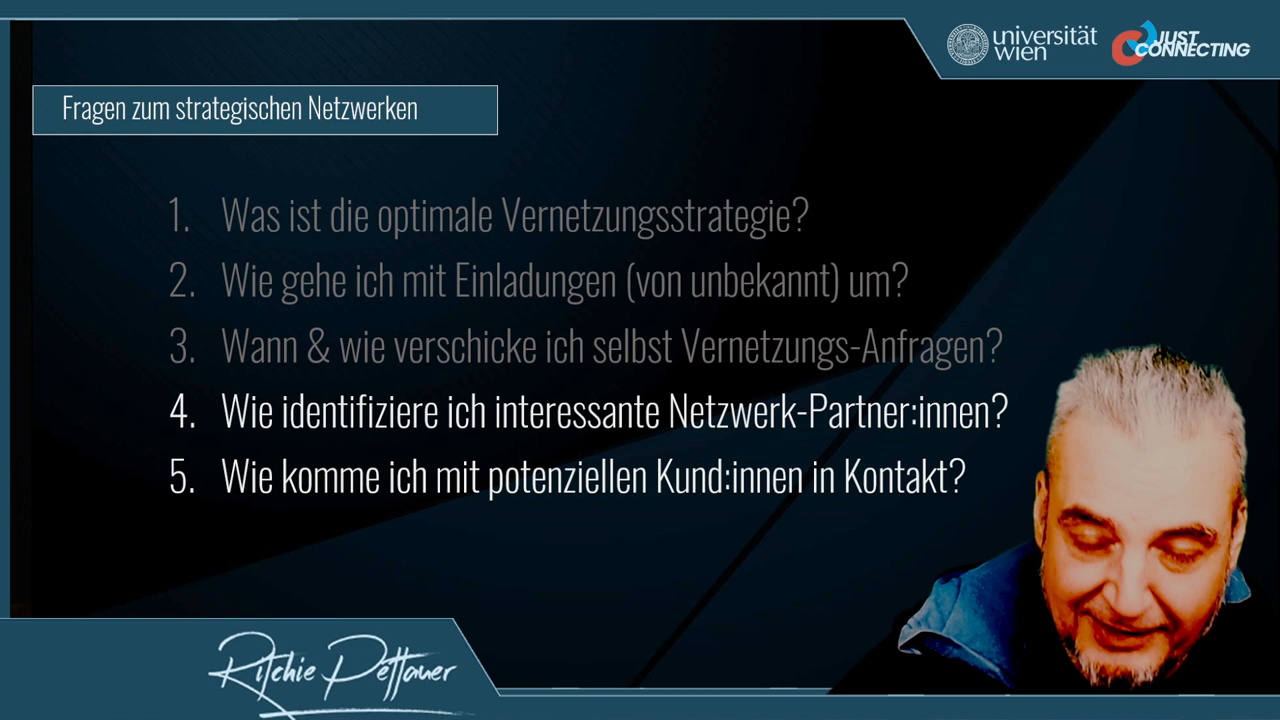 universität
wien
JUST
CONNECTING
Fragen zum strategischen Netzwerken
1. Was ist die optimale Vernetzungsstrategie?
2. Wie gehe ich mit Einladungen (von unbekannt) um?
3. Wann & wie verschicke ich selbst Vernetzungs-Anfragen?
4. Wie identifiziere ich interessante Netzwerk-Partner:innen?
5. Wie komme ich mit potenziellen Kund:innen in Kontakt?
Ritchie Pettauer